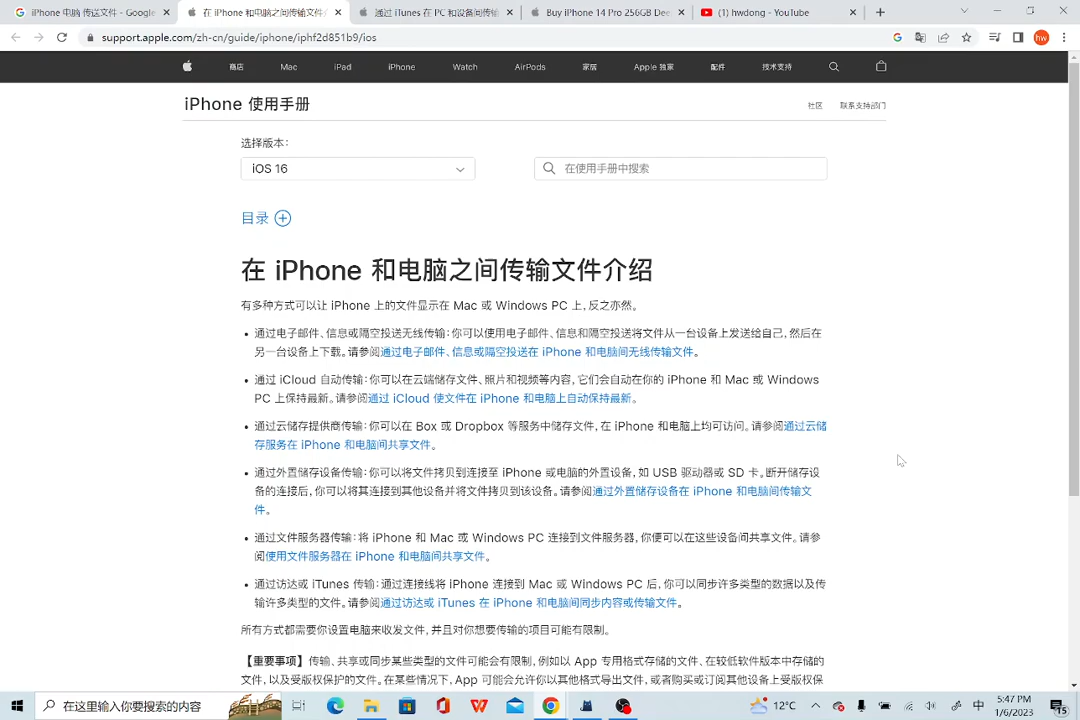 iPhone 电脑 传送文件 - Google
在 iPhone 和电脑之间传输文件介
通过 iTunes 在 PC 和设备间传输
Buy iPhone 14 Pro 256GB Dee
(1) hwdong - YouTube
support.apple.com/zh-cn/guide/iphone/iphf2d851b9/ios
hw
商店 Mac iPad iPhone Watch AirPods 家居 Apple 独家 配件 技术支持
iPhone 使用手册
社区 联系支持部门
选择版本：
iOS 16
在使用手册中搜索
目录
在 iPhone 和电脑之间传输文件介绍
有多种方式可以让 iPhone 上的文件显示在 Mac 或 Windows PC 上，反之亦然。
• 通过电子邮件、信息或隔空投送无线传输：你可以使用电子邮件、信息和隔空投送将文件从一台设备上发送给自己，然后在
另一台设备上下载。请参阅通过电子邮件、信息或隔空投送在 iPhone 和电脑间无线传输文件。
• 通过 iCloud 自动传输：你可以在云端储存文件、照片和视频等内容，它们会自动在你的 iPhone 和 Mac 或 Windows
PC 上保持最新。请参阅通过 iCloud 使文件在 iPhone 和电脑上自动保持最新。
• 通过云储存提供商传输：你可以在 Box 或 Dropbox 等服务中储存文件，在 iPhone 和电脑上均可访问。请参阅通过云储
存服务在 iPhone 和电脑间共享文件。
• 通过外置储存设备传输：你可以将文件拷贝到连接至 iPhone 或电脑的外置设备，如 USB 驱动器或 SD 卡。断开储存设
备的连接后，你可以将其连接到其他设备并将文件拷贝到该设备。请参阅通过外置储存设备在 iPhone 和电脑间传输文
件。
• 通过文件服务器传输：将 iPhone 和 Mac 或 Windows PC 连接到文件服务器，你便可以在这些设备间共享文件。请参
阅使用文件服务器在 iPhone 和电脑间共享文件。
• 通过访达或 iTunes 传输：通过连接线将 iPhone 连接到 Mac 或 Windows PC 后，你可以同步许多类型的数据以及传
输许多类型的文件。请参阅通过访达或 iTunes 在 iPhone 和电脑间同步内容或传输文件。
所有方式都需要你设置电脑来收发文件，并且对你想要传输的项目可能有限制。
【重要事项】传输、共享或同步某些类型的文件可能会有限制，例如以 App 专用格式存储的文件、在较低软件版本中存储的
文件，以及受版权保护的文件。在某些情况下，App 可能会允许你以其他格式导出文件，或者购买或订阅其他设备上受版权保
在这里输入你要搜索的内容
12°C
中
5:47 PM
1/6/2023
15